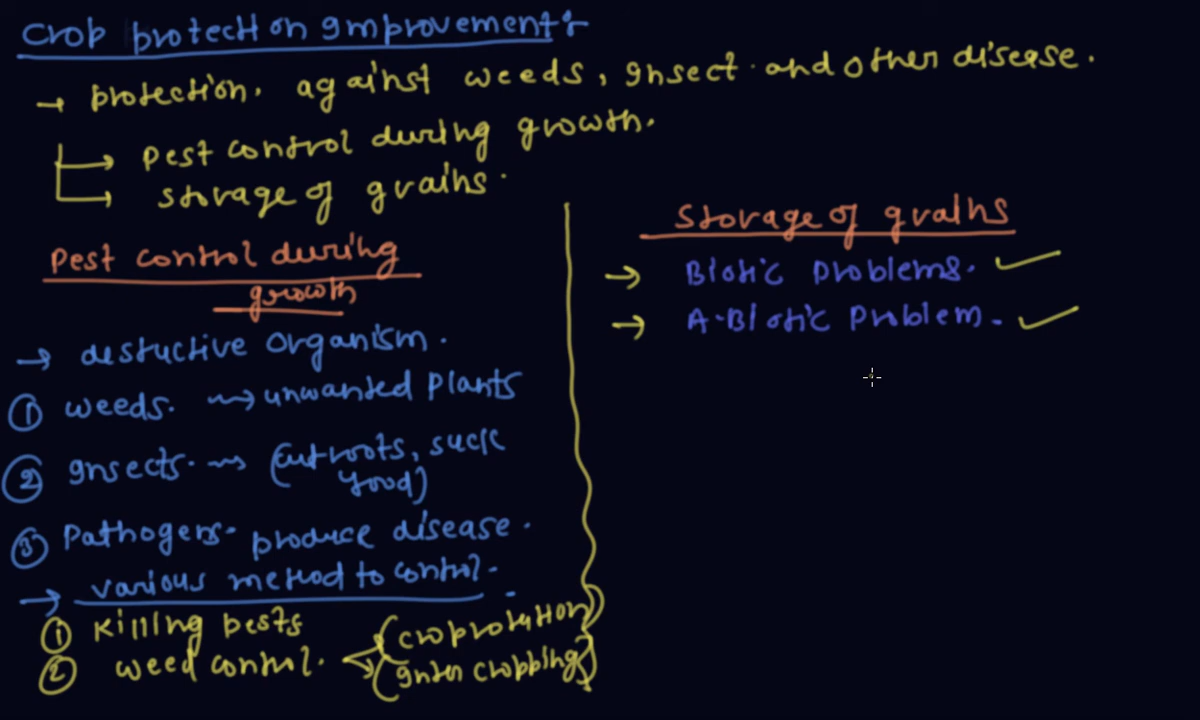 Crop protection improvement:
→ protection. against weeds, insect and other disease.
→ Pest control during growth.
→ storage of grains.
Pest control during
growth
→ destuctive organism.
① weeds. → unwanted plants
② Insects. → (cut roots, suck
food)
③ Pathogers. produce disease.
→ various method to control.
① Killing pests
② weed control. (crop rotation)
(inter cropping)
Storage of grains
→ Biotic Problems.
→ A-Biotic Problem.